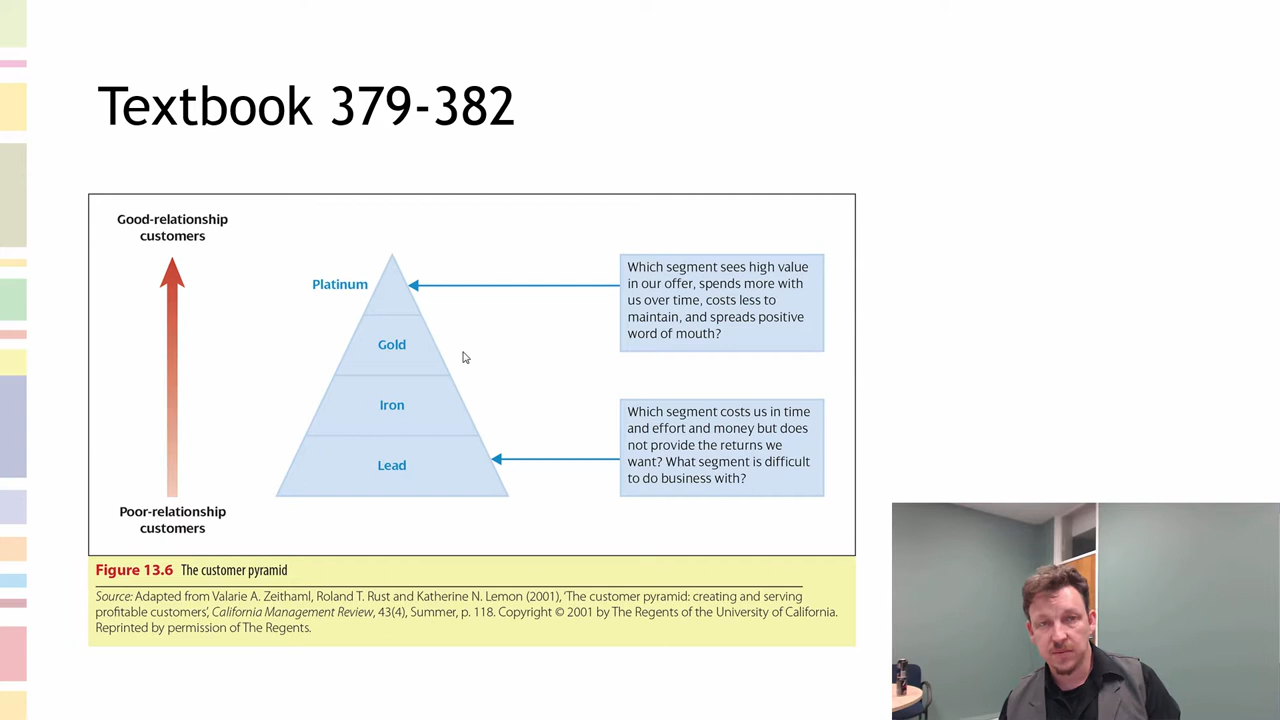 Textbook 379-382
Good-relationship
customers
Platinum
Gold
Iron
Lead
Poor-relationship
customers
Which segment sees high value
in our offer, spends more with
us over time, costs less to
maintain, and spreads positive
word of mouth?
Which segment costs us in time
and effort and money but does
not provide the returns we
want? What segment is difficult
to do business with?
Figure 13.6 The customer pyramid
Source: Adapted from Valarie A. Zeithaml, Roland T. Rust and Katherine N. Lemon (2001), ‘The customer pyramid: creating and serving
profitable customers’, California Management Review, 43(4), Summer, p. 118. Copyright © 2001 by The Regents of the University of California.
Reprinted by permission of The Regents.